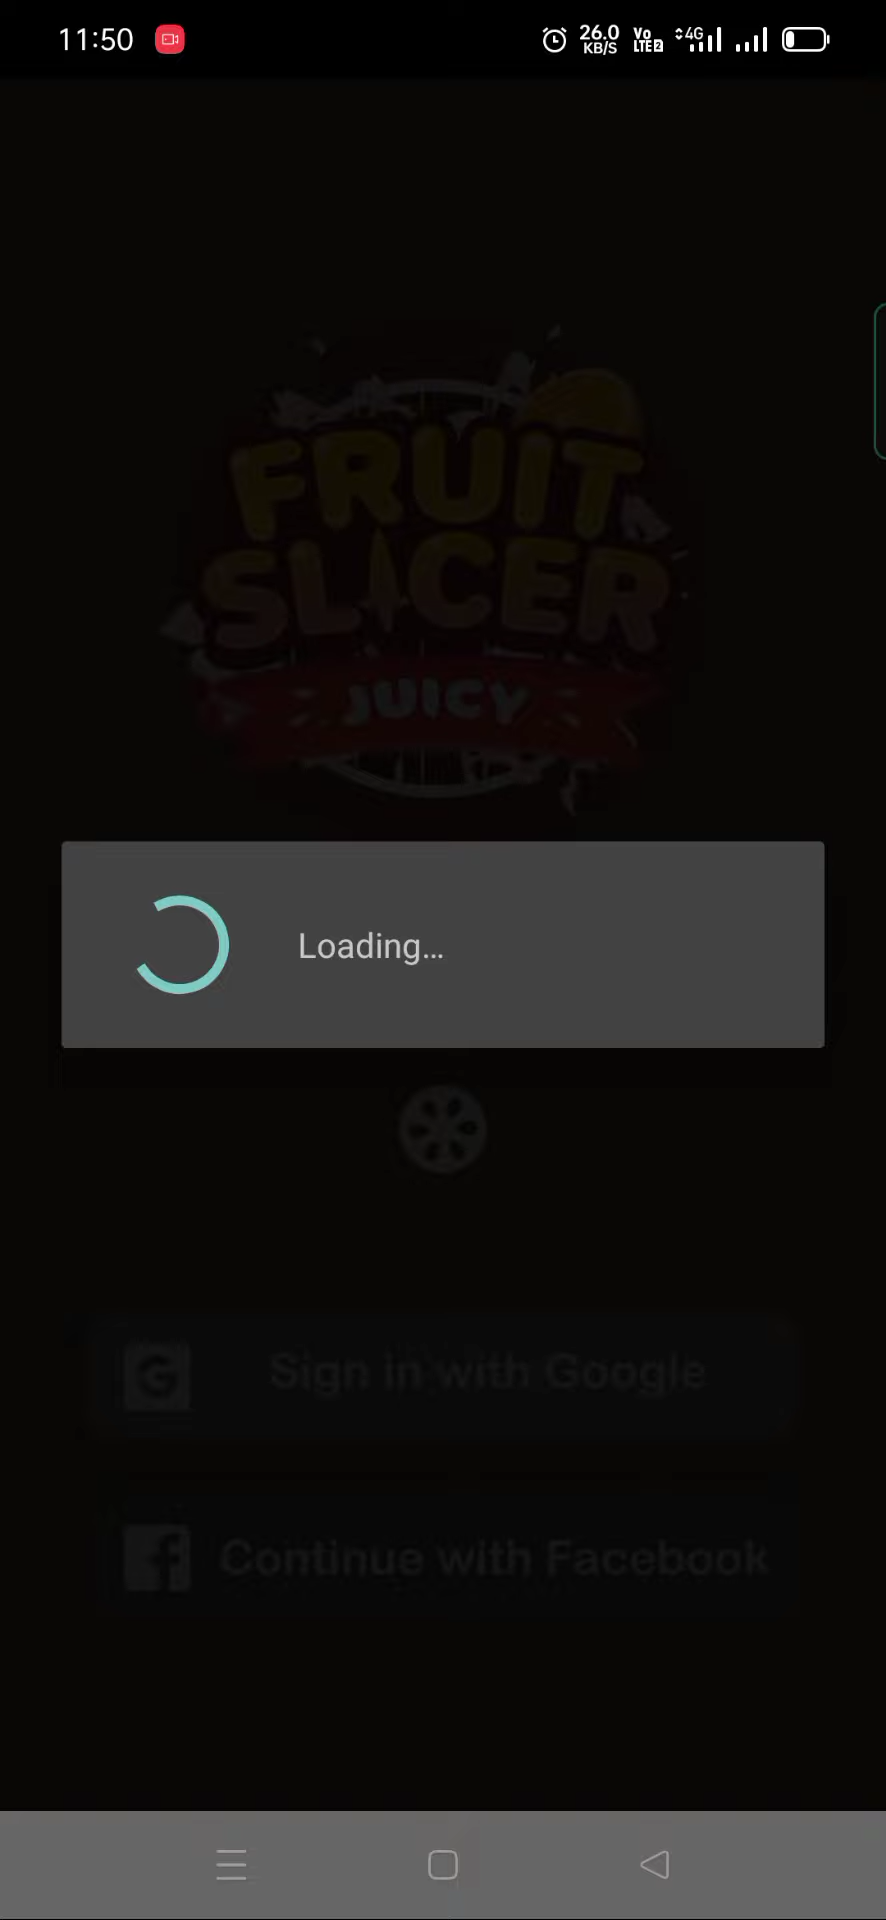 11:50
26.0
KB/S
Vo
LTE2
4G
FRUIT
SLICER
JUICY
Loading...
G Sign in with Google
f Continue with Facebook